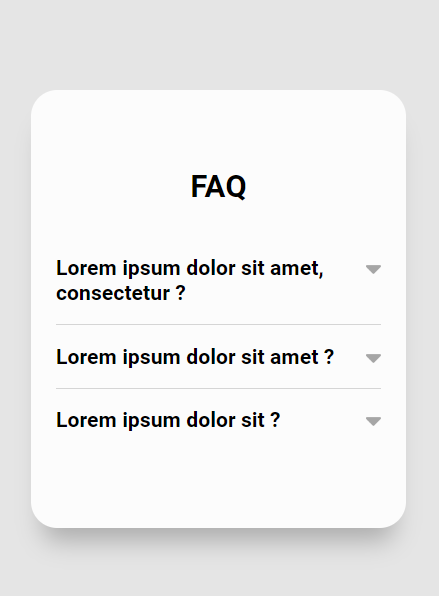 FAQ
Lorem ipsum dolor sit amet,
consectetur ?
Lorem ipsum dolor sit amet ?
Lorem ipsum dolor sit ?